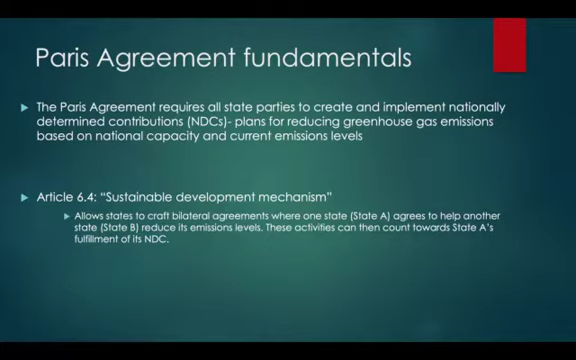 Paris Agreement fundamentals
The Paris Agreement requires all state parties to create and implement nationally
determined contributions (NDCs)- plans for reducing greenhouse gas emissions
based on national capacity and current emissions levels
Article 6.4: “Sustainable development mechanism”
Allows states to craft bilateral agreements where one state (State A) agrees to help another
state (State B) reduce its emissions levels. These activities can then count towards State A’s
fulfillment of its NDC.